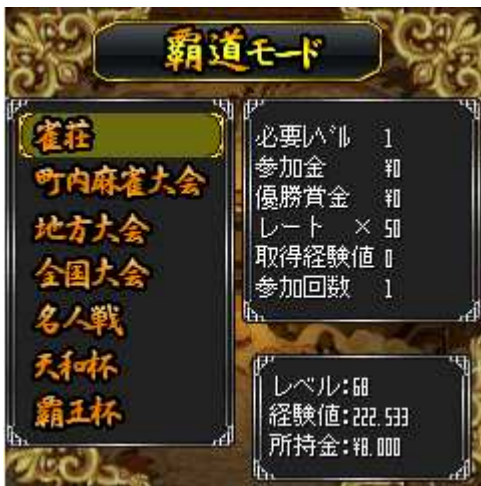 覇道モード
雀荘
町内麻雀大会
地方大会
全国大会
名人戦
天和杯
覇王杯
必要レベル 1
参加金 ¥0
優勝賞金 ¥0
レート × 50
取得経験値 0
参加回数 1
レベル:68
経験値:222.533
所持金:¥8.000